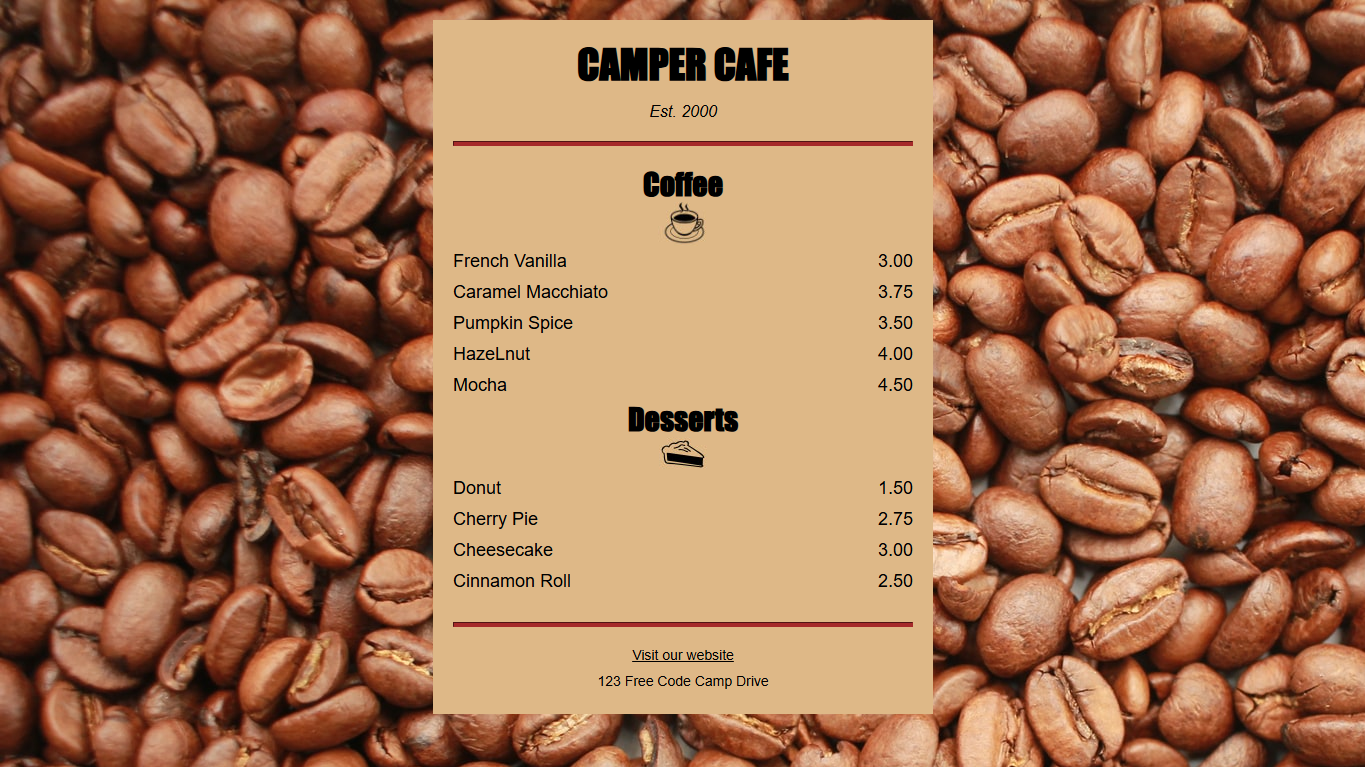 CAMPER CAFE
Est. 2000
Coffee
French Vanilla 3.00
Caramel Macchiato 3.75
Pumpkin Spice 3.50
HazeLnut 4.00
Mocha 4.50
Desserts
Donut 1.50
Cherry Pie 2.75
Cheesecake 3.00
Cinnamon Roll 2.50
Visit our website
123 Free Code Camp Drive